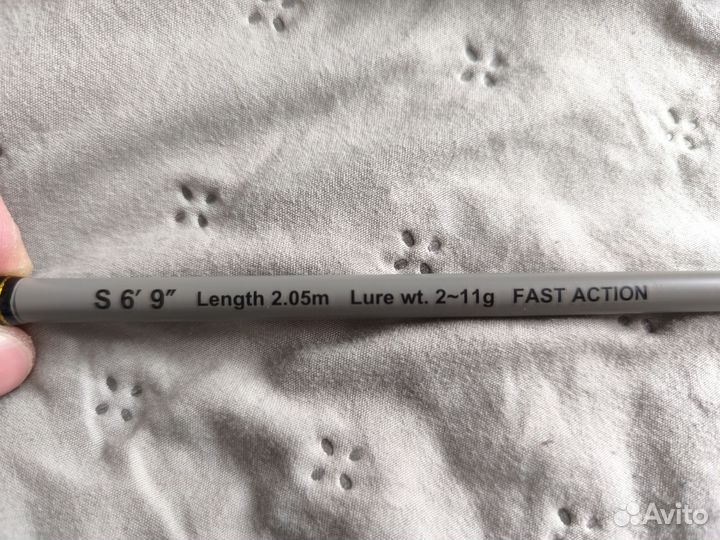 S 6′ 9″ Length 2.05m Lure wt. 2~11g FAST ACTION
Avito